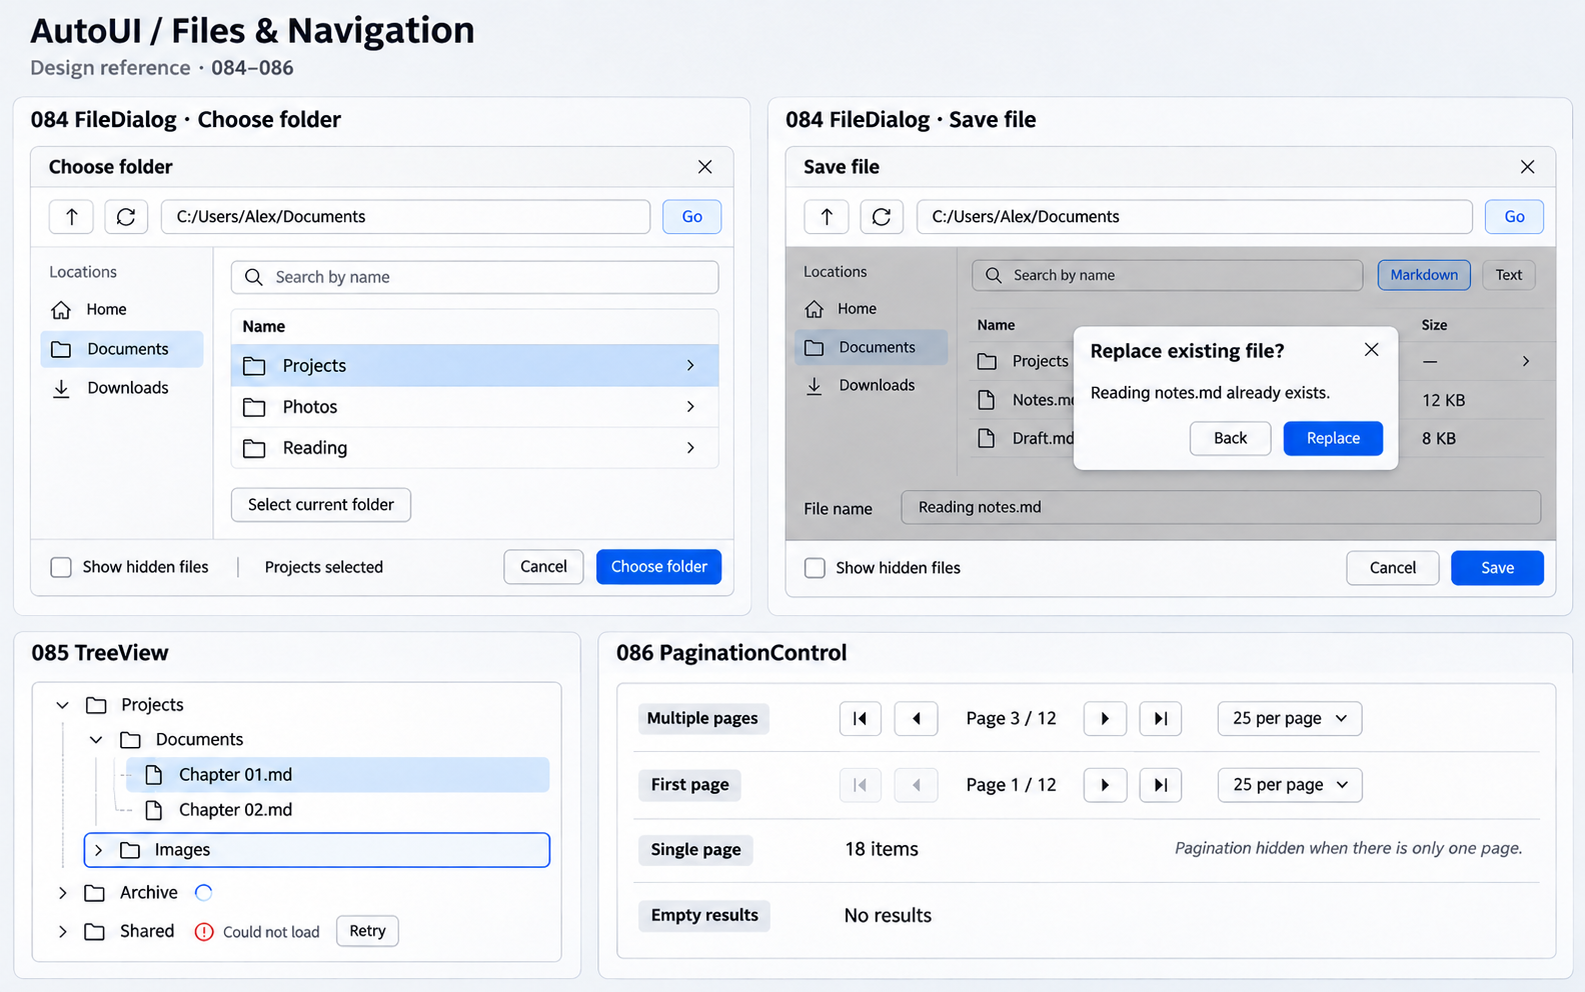 AutoUI / Files & Navigation
Design reference · 084–086
084 FileDialog · Choose folder
Choose folder
C:/Users/Alex/Documents
Go
Locations
Home
Documents
Downloads
Search by name
Name
Projects
Photos
Reading
Select current folder
Show hidden files
Projects selected
Cancel
Choose folder
084 FileDialog · Save file
Save file
C:/Users/Alex/Documents
Go
Locations
Home
Documents
Downloads
Search by name
Markdown
Text
Name
Size
Projects
—
Notes.m
12 KB
Draft.md
8 KB
Replace existing file?
Reading notes.md already exists.
Back
Replace
File name
Reading notes.md
Show hidden files
Cancel
Save
085 TreeView
Projects
Documents
Chapter 01.md
Chapter 02.md
Images
Archive
Shared
Could not load
Retry
086 PaginationControl
Multiple pages
Page 3 / 12
25 per page
First page
Page 1 / 12
25 per page
Single page
18 items
Pagination hidden when there is only one page.
Empty results
No results